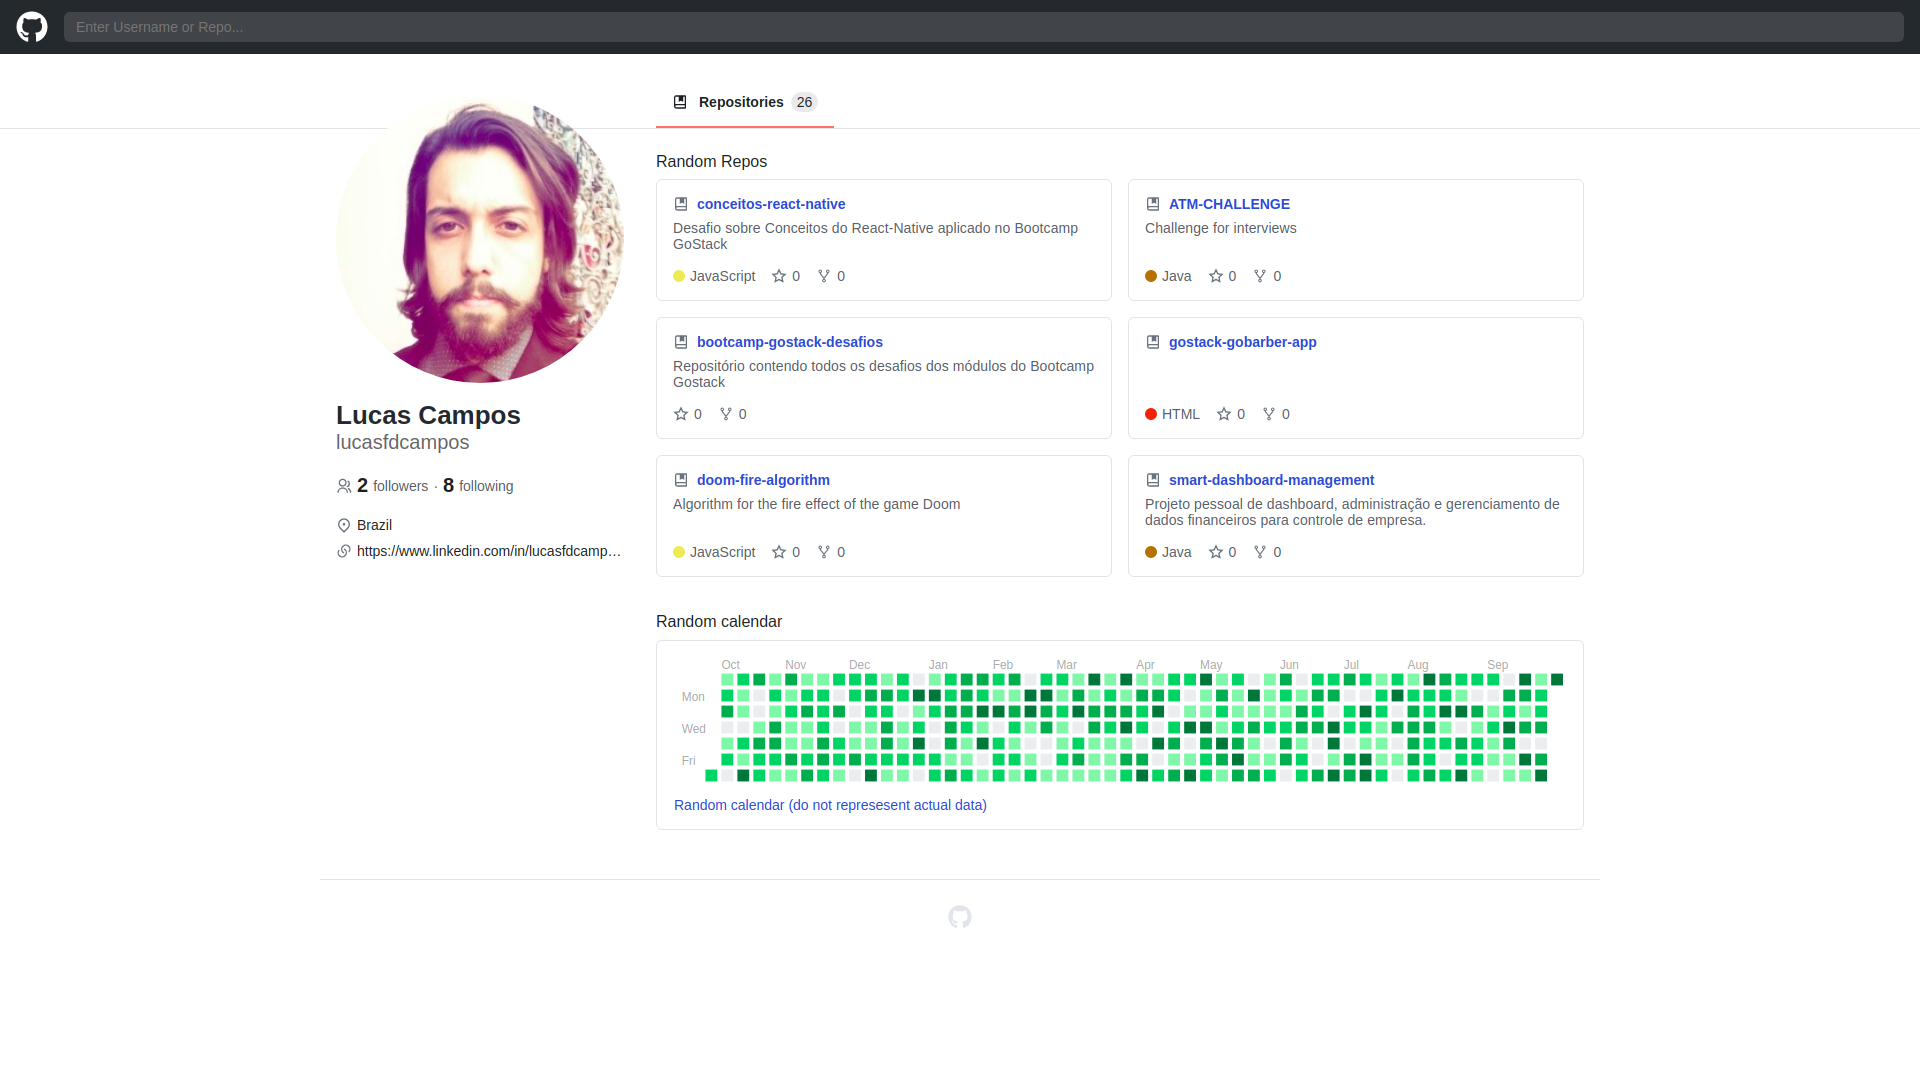 Enter Username or Repo...
Repositories 26
Lucas Campos
lucasfdcampos
2 followers · 8 following
Brazil
https://www.linkedin.com/in/lucasfdcamp…
Random Repos
conceitos-react-native
Desafio sobre Conceitos do React-Native aplicado no Bootcamp
GoStack
JavaScript 0 0
ATM-CHALLENGE
Challenge for interviews
Java 0 0
bootcamp-gostack-desafios
Repositório contendo todos os desafios dos módulos do Bootcamp
Gostack
0 0
gostack-gobarber-app
HTML 0 0
doom-fire-algorithm
Algorithm for the fire effect of the game Doom
JavaScript 0 0
smart-dashboard-management
Projeto pessoal de dashboard, administração e gerenciamento de
dados financeiros para controle de empresa.
Java 0 0
Random calendar
Oct Nov Dec Jan Feb Mar Apr May Jun Jul Aug Sep
Mon
Wed
Fri
Random calendar (do not represesent actual data)